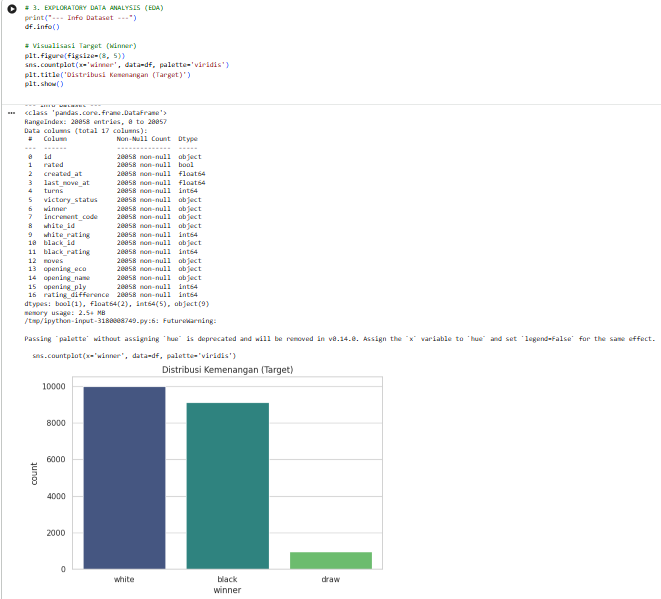 # 3. EXPLORATORY DATA ANALYSIS (EDA)
print("--- Info Dataset ---")
df.info()
# Visualisasi Target (Winner)
plt.figure(figsize=(8, 5))
sns.countplot(x='winner', data=df, palette='viridis')
plt.title('Distribusi Kemenangan (Target)')
plt.show()
--- Info Dataset ---
<class 'pandas.core.frame.DataFrame'>
RangeIndex: 20058 entries, 0 to 20057
Data columns (total 17 columns):
# Column Non-Null Count Dtype
--- ------ -------------- -----
0 id 20058 non-null object
1 rated 20058 non-null bool
2 created_at 20058 non-null float64
3 last_move_at 20058 non-null float64
4 turns 20058 non-null int64
5 victory_status 20058 non-null object
6 winner 20058 non-null object
7 increment_code 20058 non-null object
8 white_id 20058 non-null object
9 white_rating 20058 non-null int64
10 black_id 20058 non-null object
11 black_rating 20058 non-null int64
12 moves 20058 non-null object
13 opening_eco 20058 non-null object
14 opening_name 20058 non-null object
15 opening_ply 20058 non-null int64
16 rating_difference 20058 non-null int64
dtypes: bool(1), float64(2), int64(5), object(9)
memory usage: 2.5+ MB
/tmp/ipython-input-3180008749.py:6: FutureWarning:
Passing `palette` without assigning `hue` is deprecated and will be removed in v0.14.0. Assign the `x` variable to `hue` and set `legend=False` for the same effect.
sns.countplot(x='winner', data=df, palette='viridis')
Distribusi Kemenangan (Target)
10000
8000
6000
4000
2000
0
count
white black draw
winner